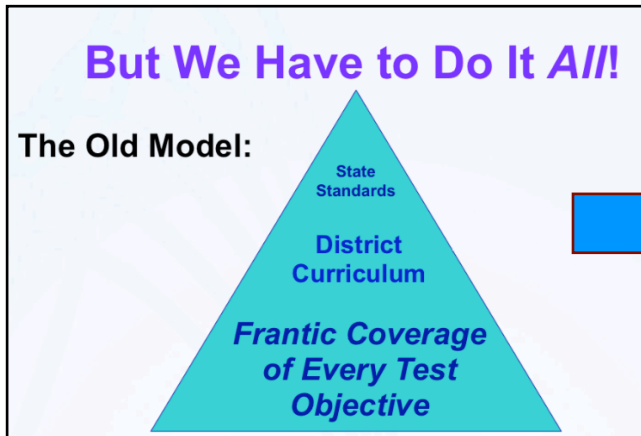 But We Have to Do It All!
The Old Model:
State
Standards
District
Curriculum
Frantic Coverage
of Every Test
Objective